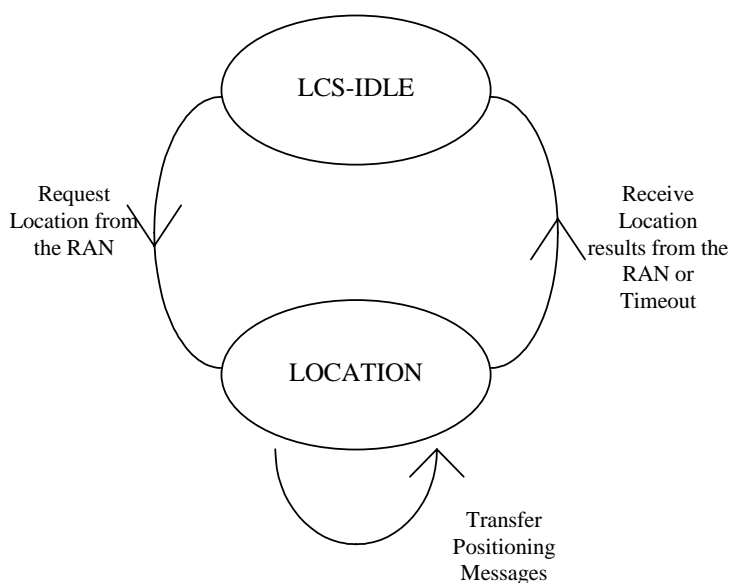 LCS-IDLE
Request
Location from
the RAN
Receive
Location
results from the
RAN or
Timeout
LOCATION
Transfer
Positioning
Messages